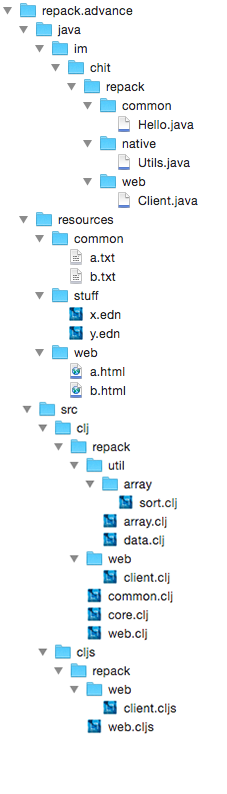 repack.advance
java
im
chit
repack
common
Hello.java
native
Utils.java
web
Client.java
resources
common
a.txt
b.txt
stuff
x.edn
y.edn
web
a.html
b.html
src
clj
repack
util
array
sort.clj
array.clj
data.clj
web
client.clj
common.clj
core.clj
web.clj
cljs
repack
web
client.cljs
web.cljs